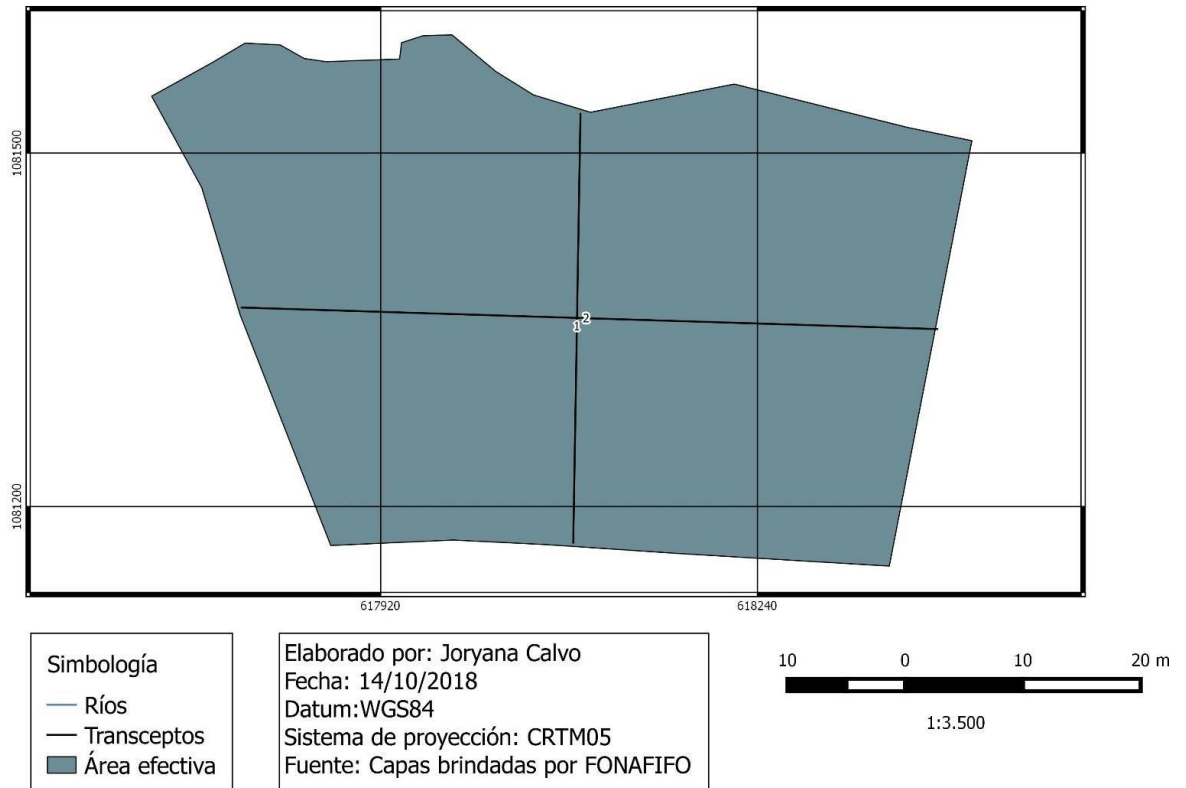 1081500
2
1
1081200
617920
618240
Simbología
Ríos
Transceptos
Área efectiva
Elaborado por: Joryana Calvo
Fecha: 14/10/2018
Datum:WGS84
Sistema de proyección: CRTM05
Fuente: Capas brindadas por FONAFIFO
10 0 10 20 m
1:3.500